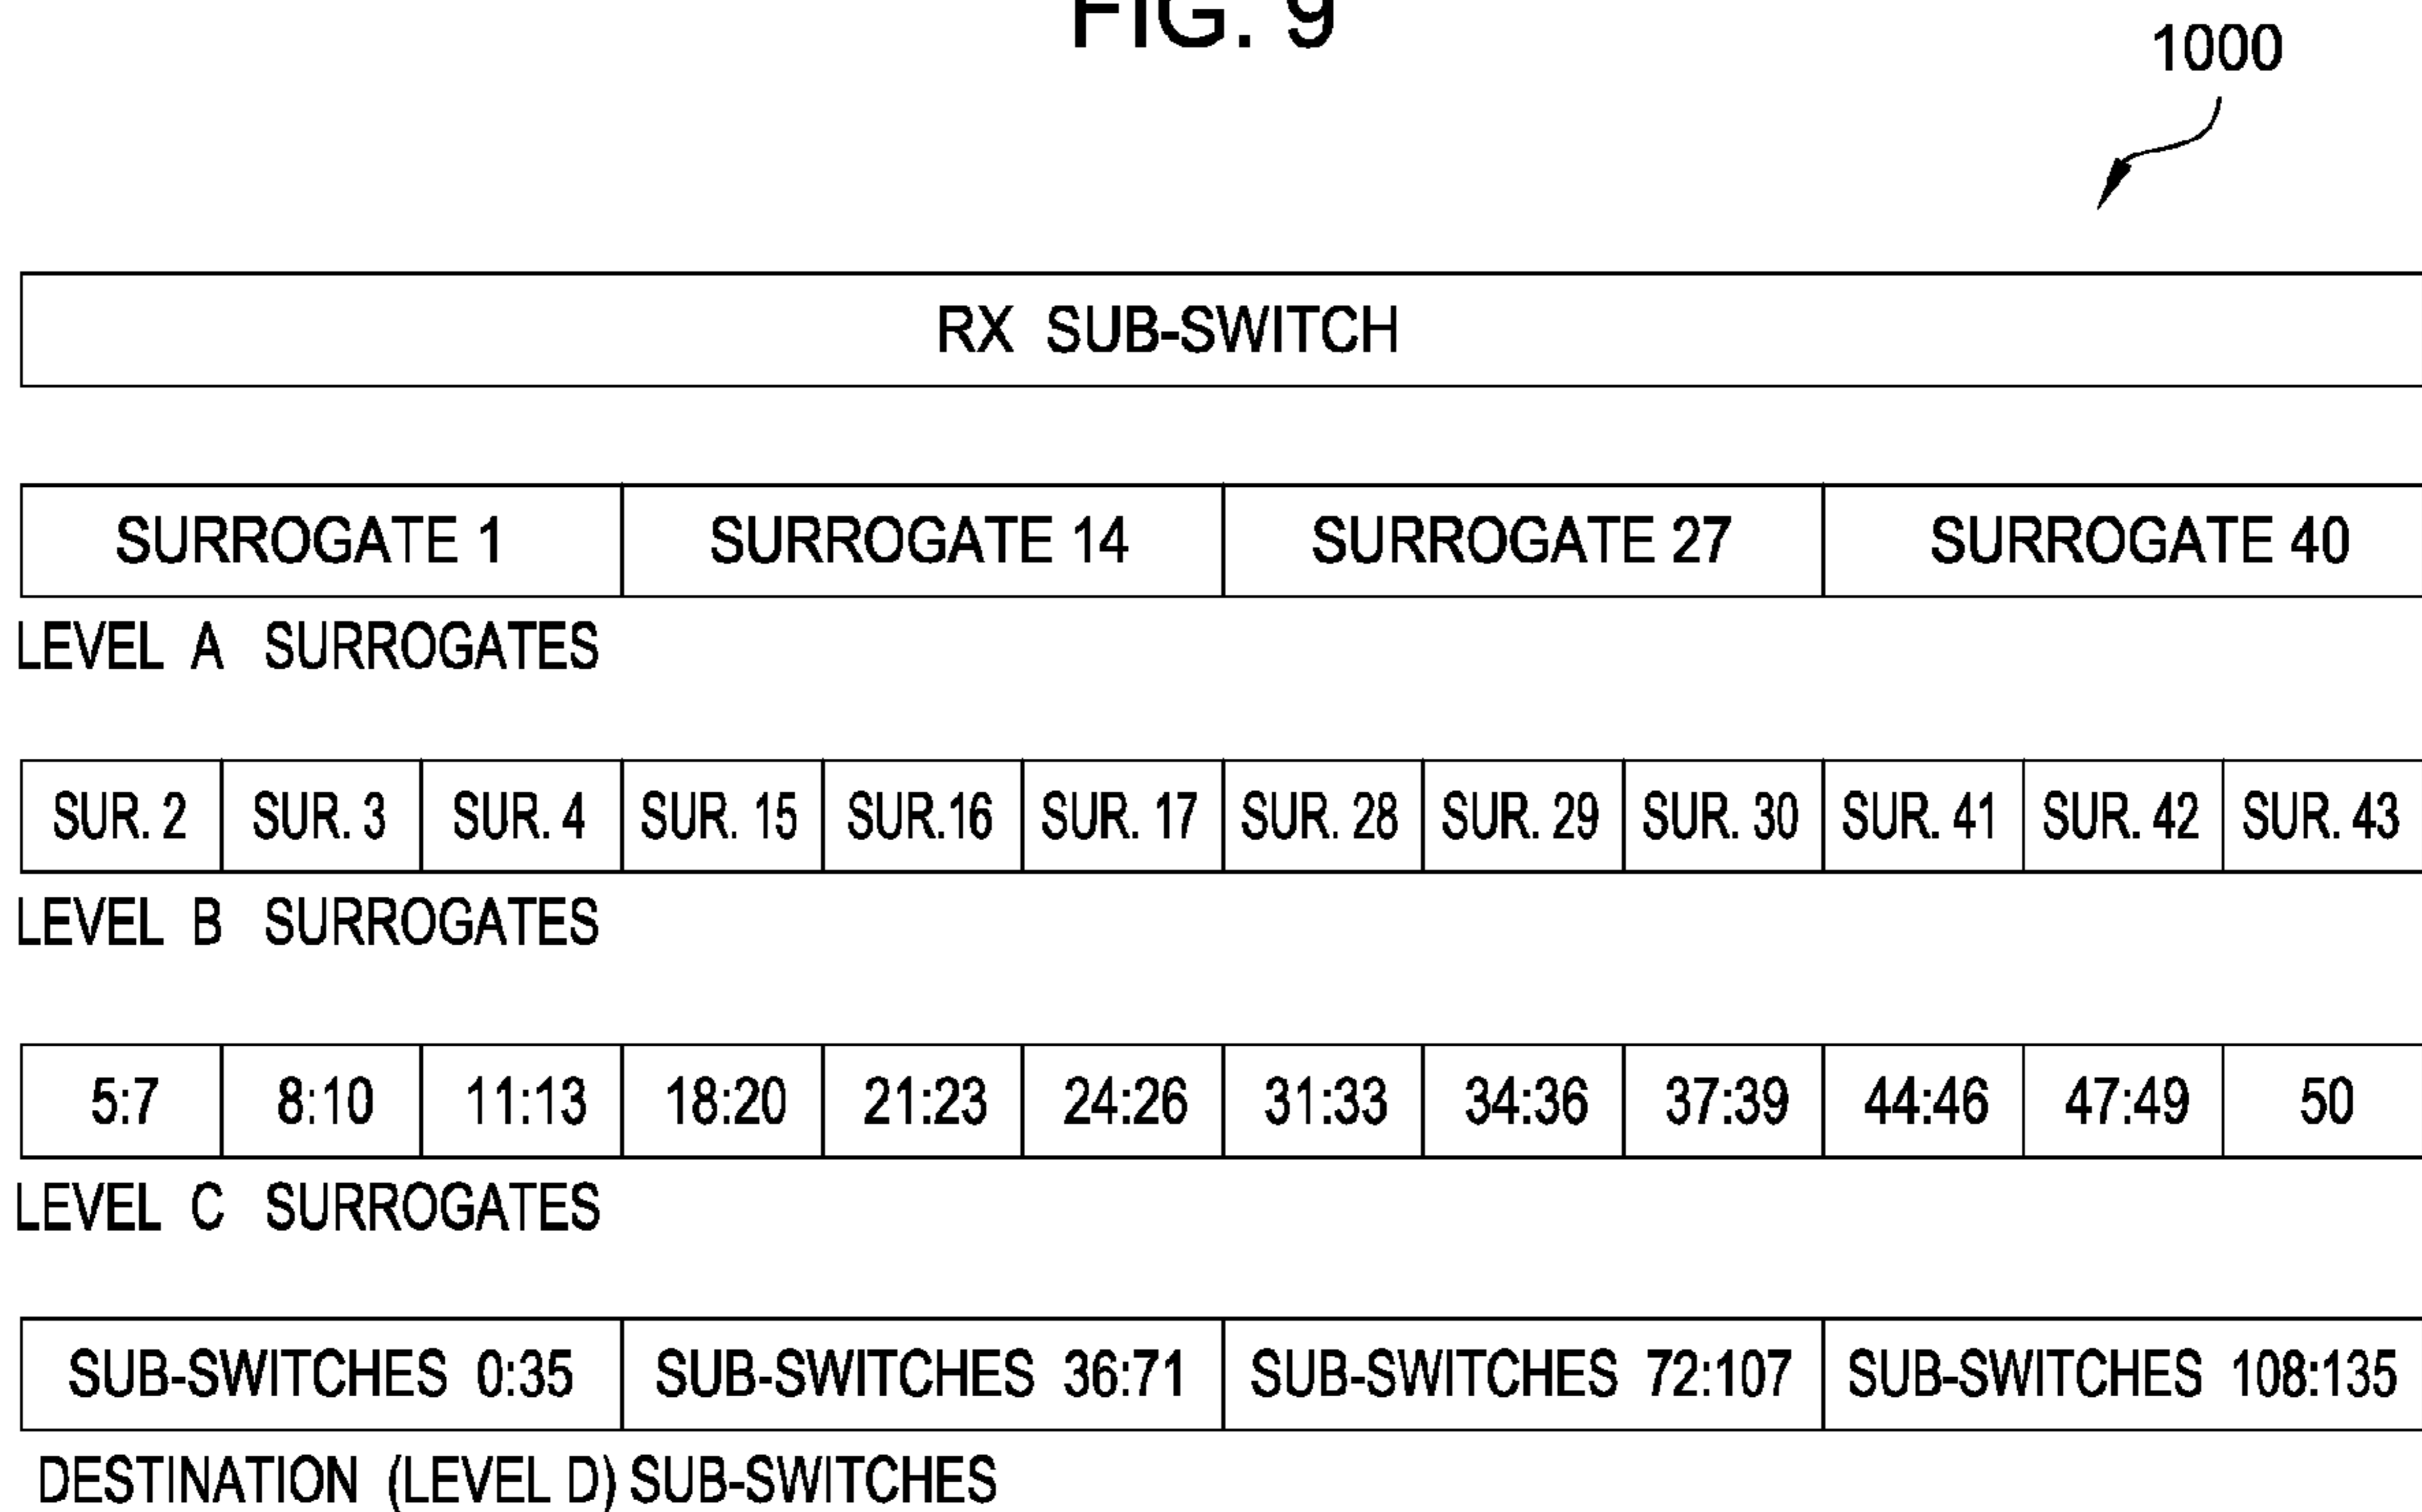 FIG. 9
1000
RX SUB-SWITCH
SURROGATE 1 SURROGATE 14 SURROGATE 27 SURROGATE 40
LEVEL A SURROGATES
SUR. 2 SUR. 3 SUR. 4 SUR. 15 SUR.16 SUR. 17 SUR. 28 SUR. 29 SUR. 30 SUR. 41 SUR. 42 SUR. 43
LEVEL B SURROGATES
5:7 8:10 11:13 18:20 21:23 24:26 31:33 34:36 37:39 44:46 47:49 50
LEVEL C SURROGATES
SUB-SWITCHES 0:35 SUB-SWITCHES 36:71 SUB-SWITCHES 72:107 SUB-SWITCHES 108:135
DESTINATION (LEVEL D) SUB-SWITCHES